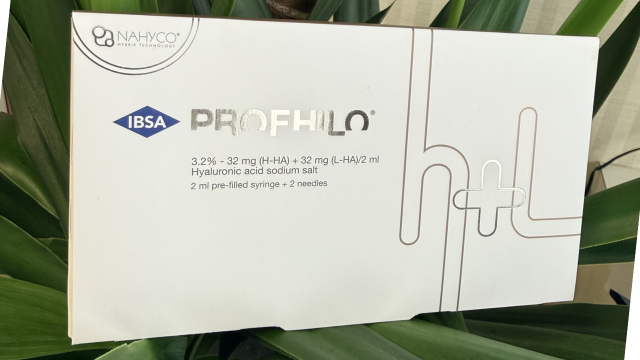 NAHYCO®
HYBRID TECHNOLOGY
IBSA PROFHILO®
3.2% - 32 mg (H-HA) + 32 mg (L-HA)/2 ml
Hyaluronic acid sodium salt
2 ml pre-filled syringe + 2 needles
h+L